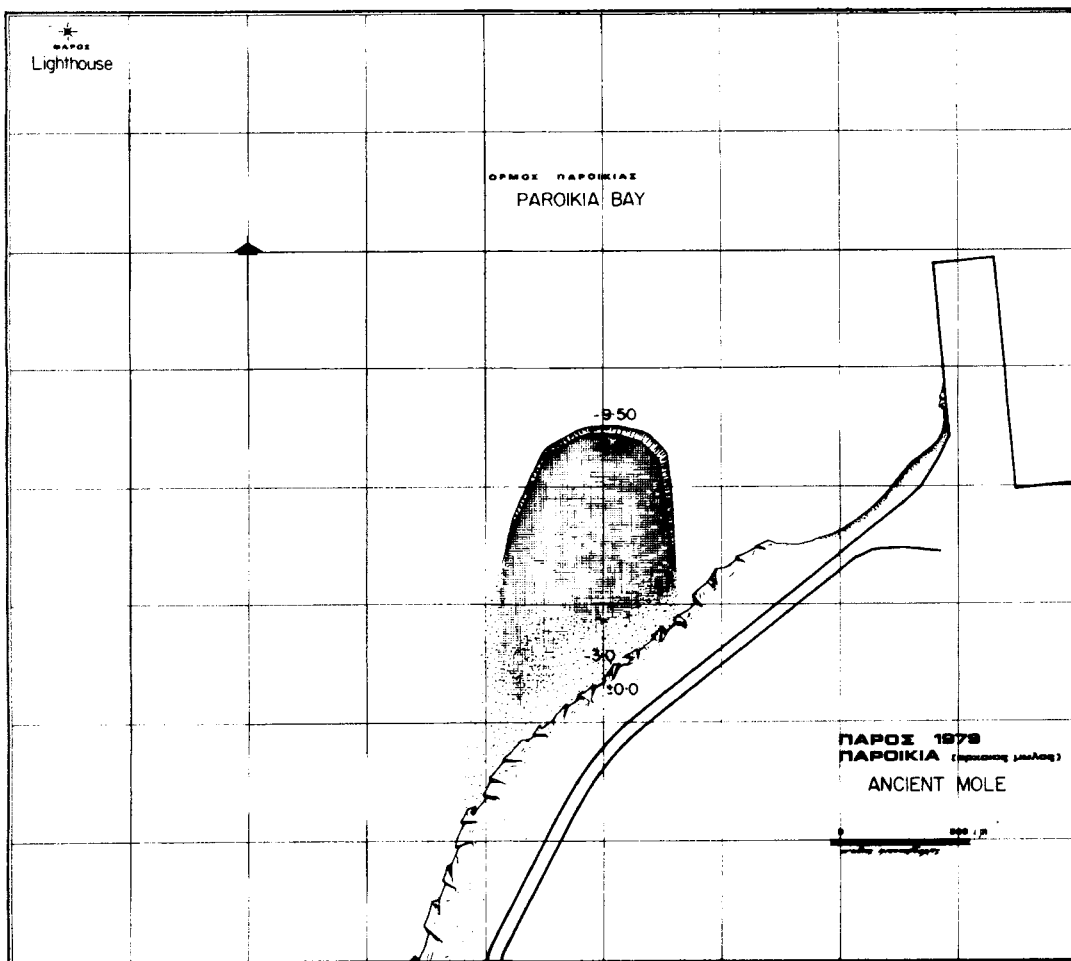 ΦΑΡΟΣ
Lighthouse
ΟΡΜΟΣ ΠΑΡΟΙΚΙΑΣ
PAROIKIA BAY
-9·50
-3·0
±0·0
ΠΑΡΟΣ 1979
ΠΑΡΟΙΚΙΑ
ANCIENT MOLE
0